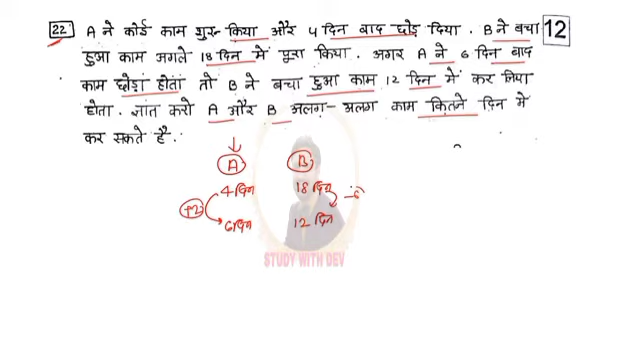 22 A ने कोई काम शुरु किया और 4 दिन बाद छोड़ दिया. B ने बचा 12
हुआ काम अगले 18 दिन मे पूरा किया. अगर A ने 6 दिन बाद
काम छोड़ा होता तो B ने बचा हुआ काम 12 दिन मे कर लिया
होता. ज्ञात करो A और B अलग-अलग काम कितने दिन मे
कर सकते है.
A B
4 दिन 18 दिन
+2 -6
6 दिन 12 दिन
STUDY WITH DEV